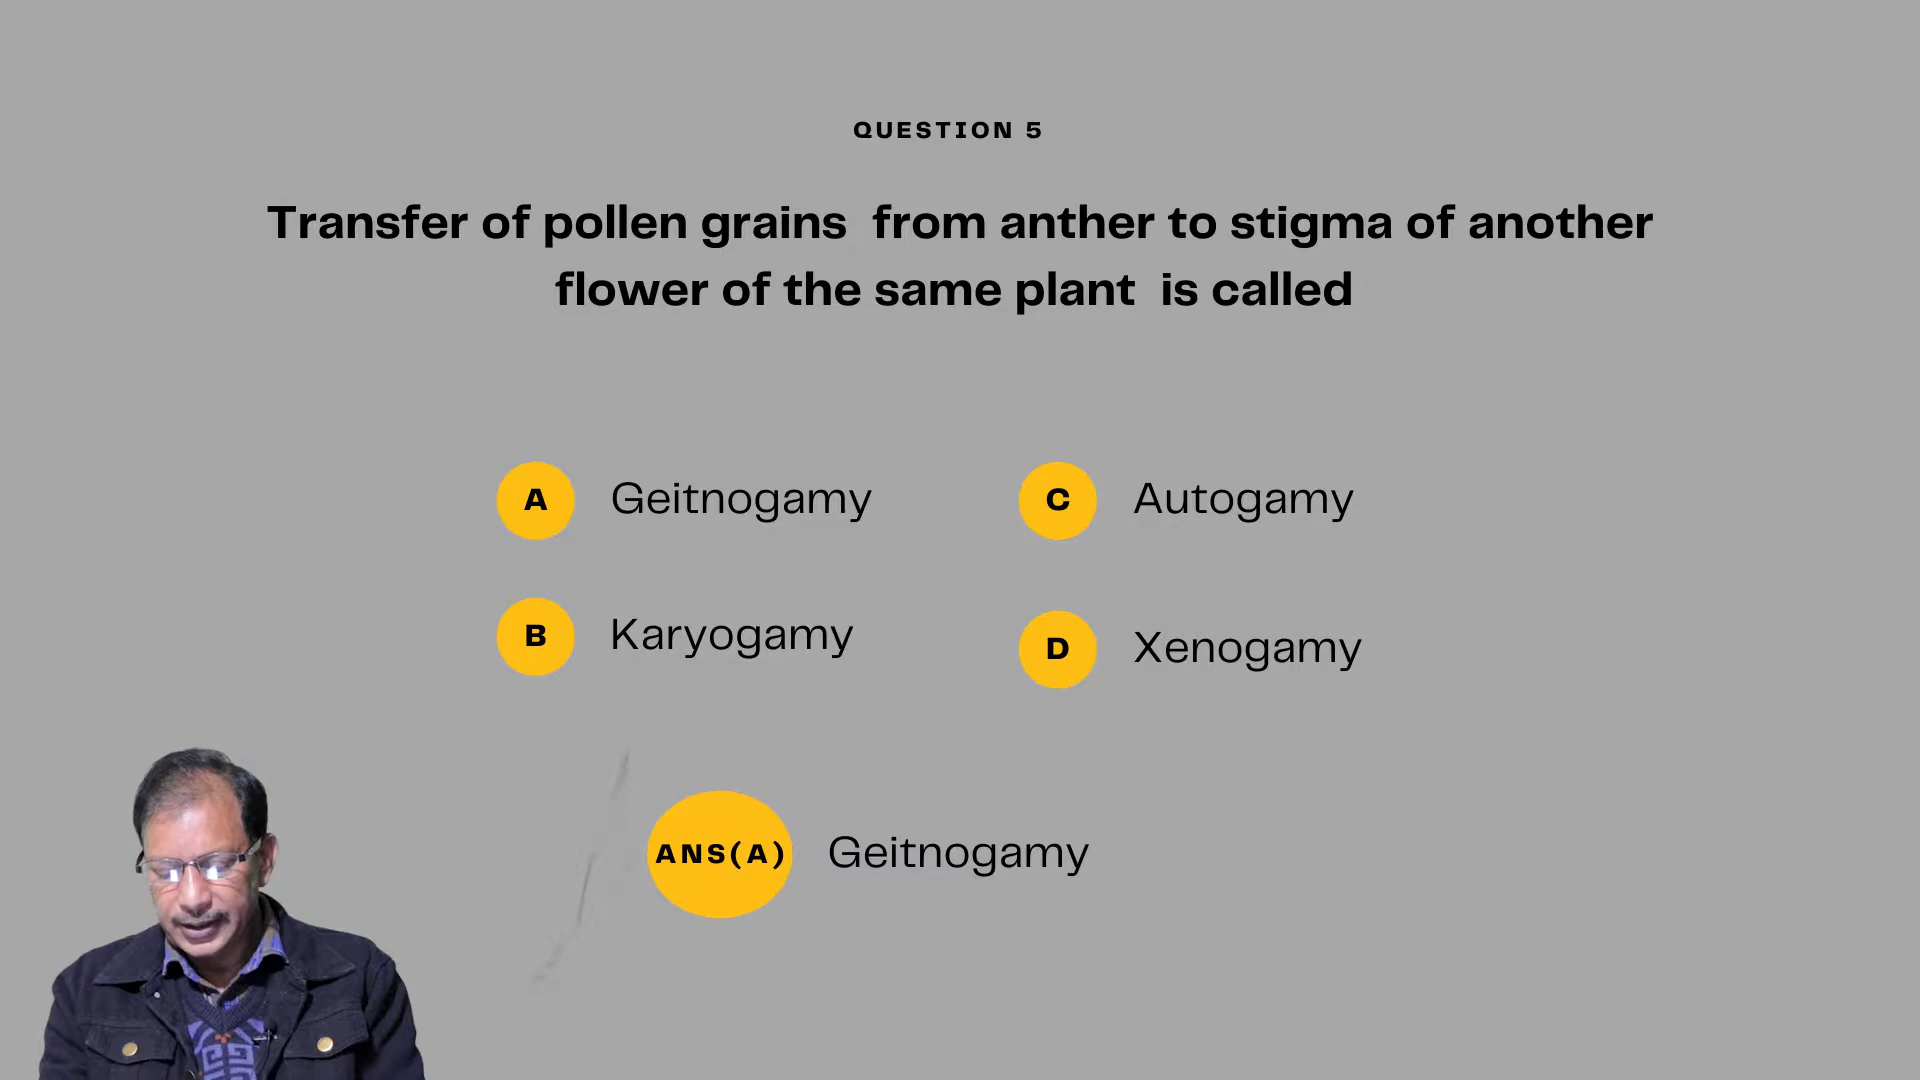 QUESTION 5
Transfer of pollen grains from anther to stigma of another
flower of the same plant is called
A Geitnogamy
B Karyogamy
C Autogamy
D Xenogamy
ANS(A) Geitnogamy